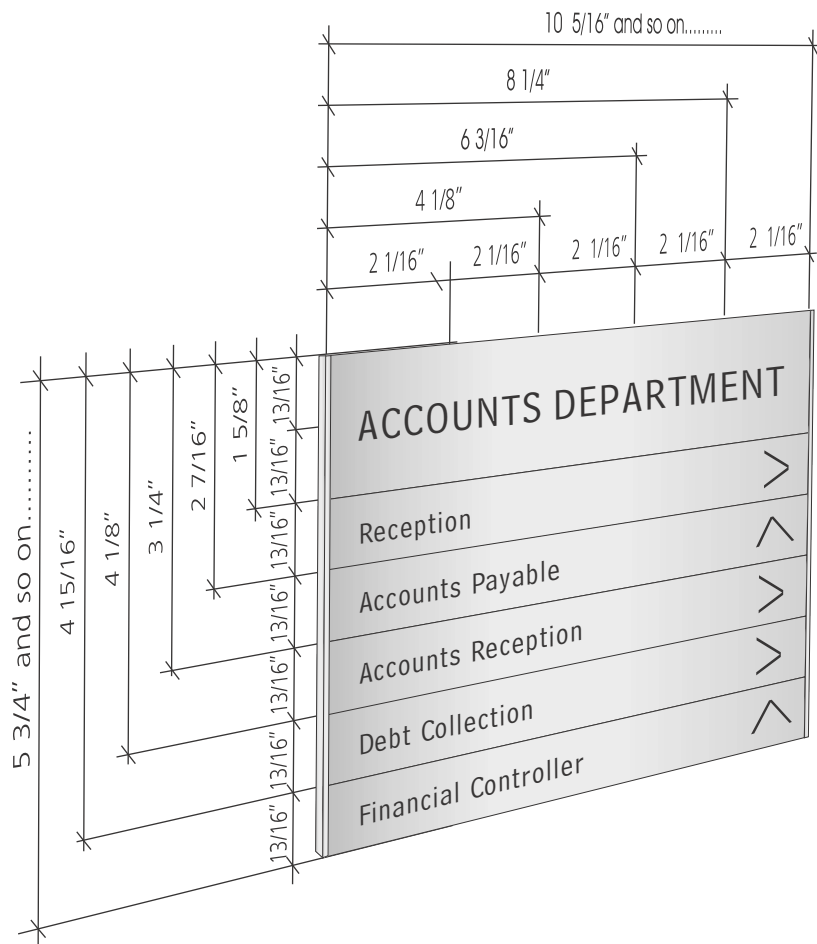 10 5/16" and so on.........
8 1/4"
6 3/16"
4 1/8"
2 1/16" 2 1/16" 2 1/16" 2 1/16" 2 1/16"
5 3/4" and so on...........
4 15/16"
4 1/8"
3 1/4"
2 7/16"
1 5/8"
13/16"
13/16"
13/16"
13/16"
13/16"
13/16"
13/16"
ACCOUNTS DEPARTMENT
Reception
Accounts Payable
Accounts Reception
Debt Collection
Financial Controller